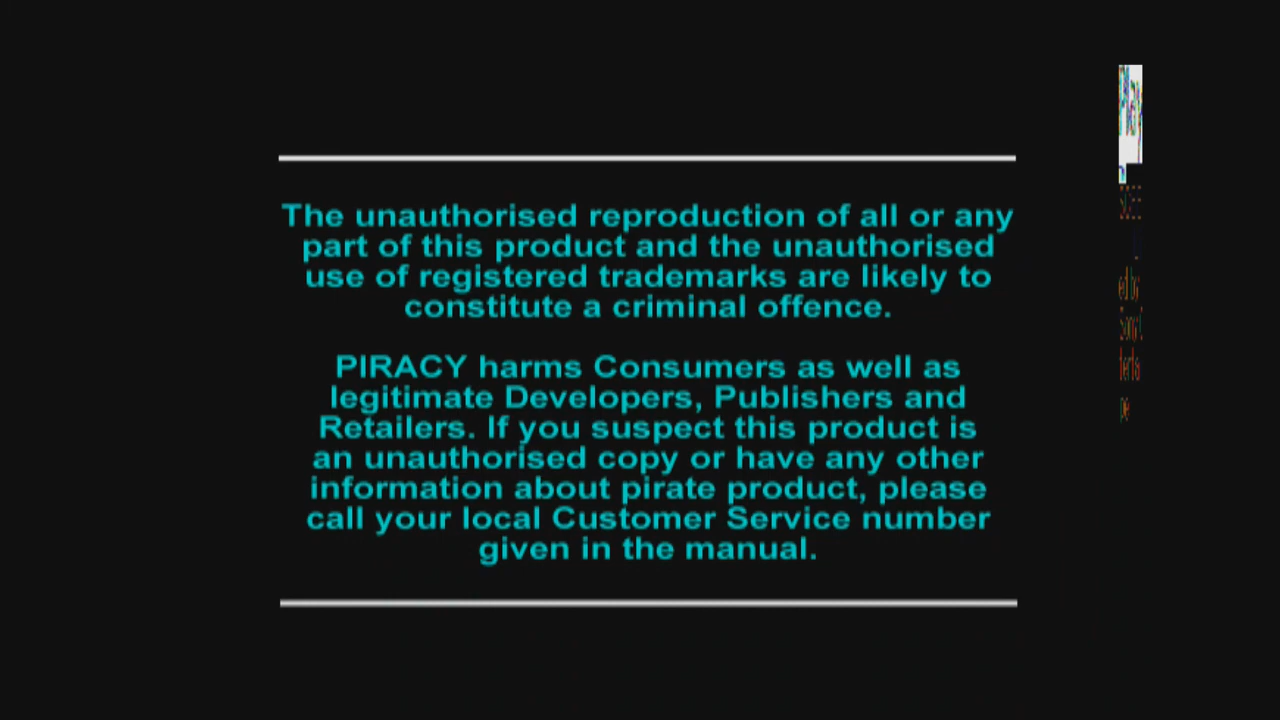 The unauthorised reproduction of all or any
part of this product and the unauthorised
use of registered trademarks are likely to
constitute a criminal offence.
PIRACY harms Consumers as well as
legitimate Developers, Publishers and
Retailers. If you suspect this product is
an unauthorised copy or have any other
information about pirate product, please
call your local Customer Service number
given in the manual.
Play
ed by